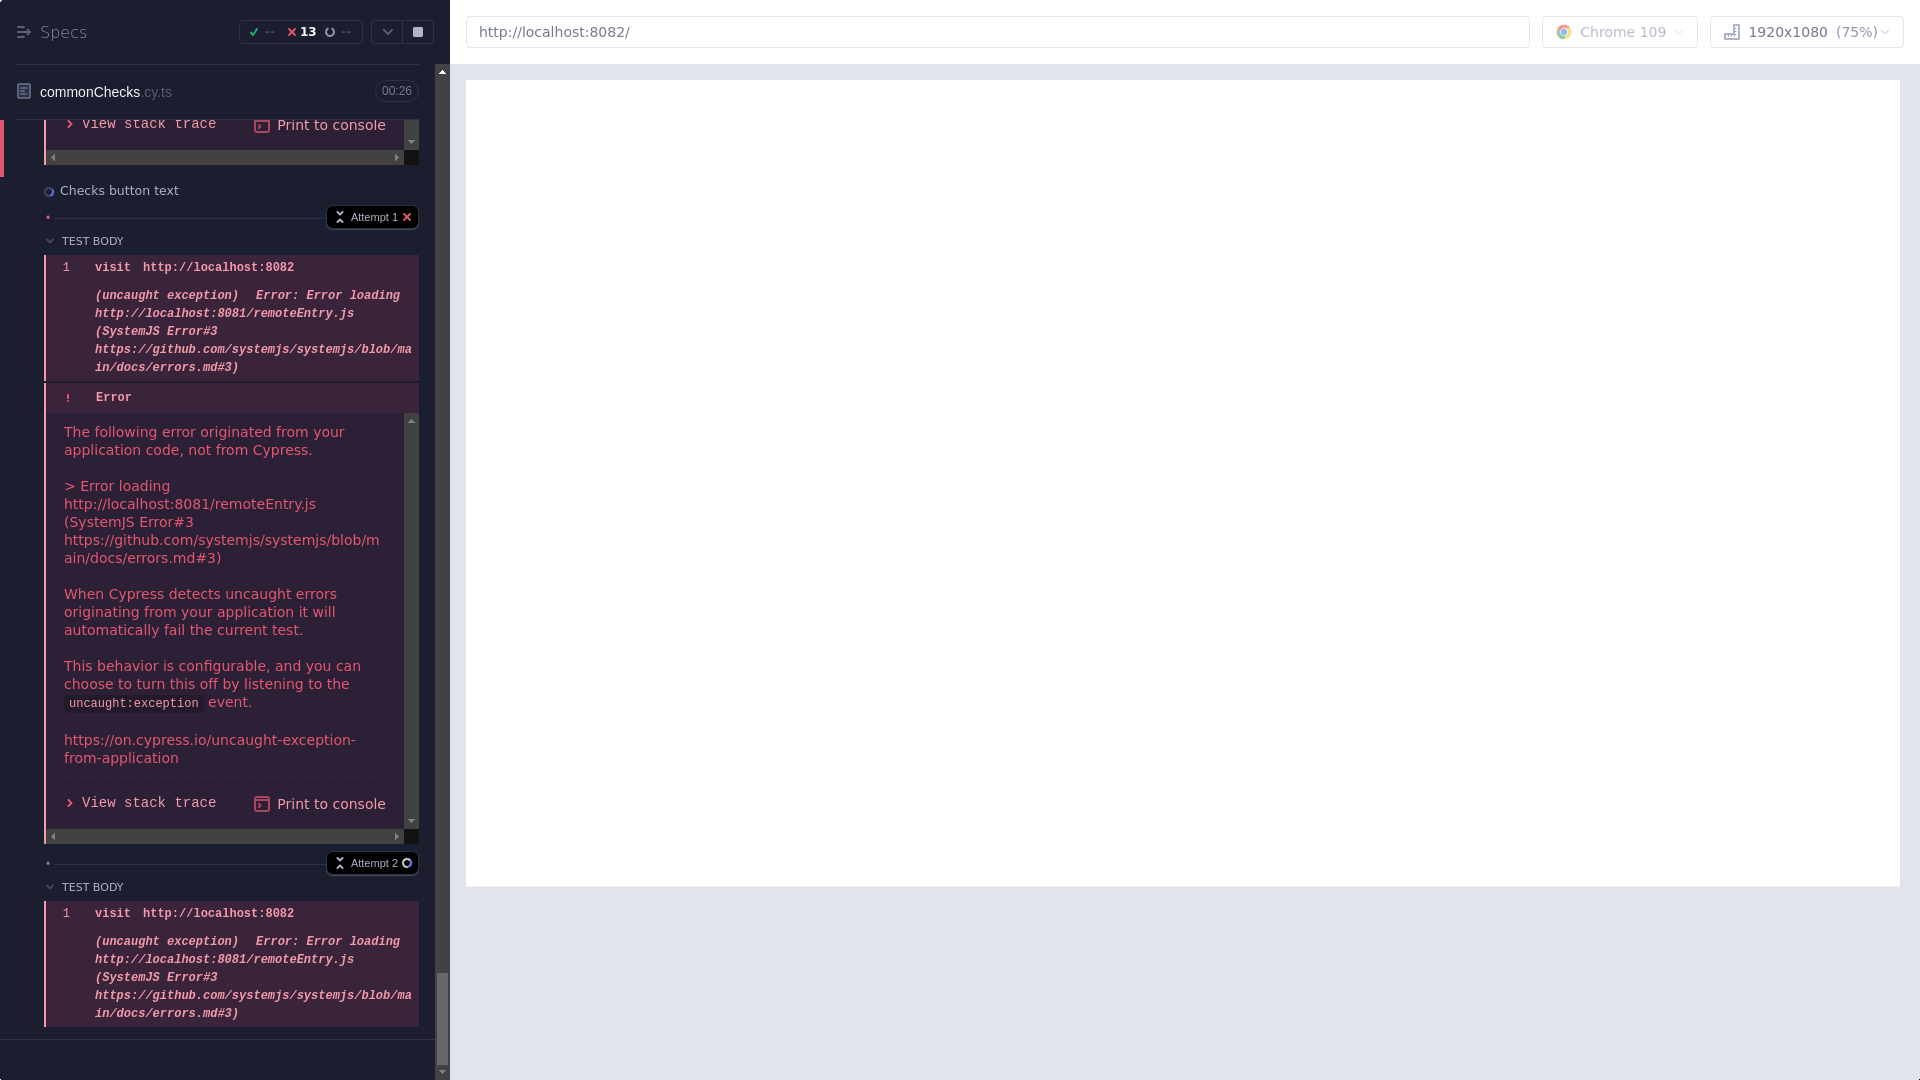 Specs
-- 13 --
http://localhost:8082/
Chrome 109
1920x1080 (75%)
commonChecks.cy.ts
00:26
View stack trace
Print to console
Checks button text
Attempt 1
TEST BODY
1 visit http://localhost:8082
(uncaught exception) Error: Error loading
http://localhost:8081/remoteEntry.js
(SystemJS Error#3
https://github.com/systemjs/systemjs/blob/ma
in/docs/errors.md#3)
! Error
The following error originated from your
application code, not from Cypress.
> Error loading
http://localhost:8081/remoteEntry.js
(SystemJS Error#3
https://github.com/systemjs/systemjs/blob/m
ain/docs/errors.md#3)
When Cypress detects uncaught errors
originating from your application it will
automatically fail the current test.
This behavior is configurable, and you can
choose to turn this off by listening to the
uncaught:exception event.
https://on.cypress.io/uncaught-exception-
from-application
View stack trace
Print to console
Attempt 2
TEST BODY
1 visit http://localhost:8082
(uncaught exception) Error: Error loading
http://localhost:8081/remoteEntry.js
(SystemJS Error#3
https://github.com/systemjs/systemjs/blob/ma
in/docs/errors.md#3)